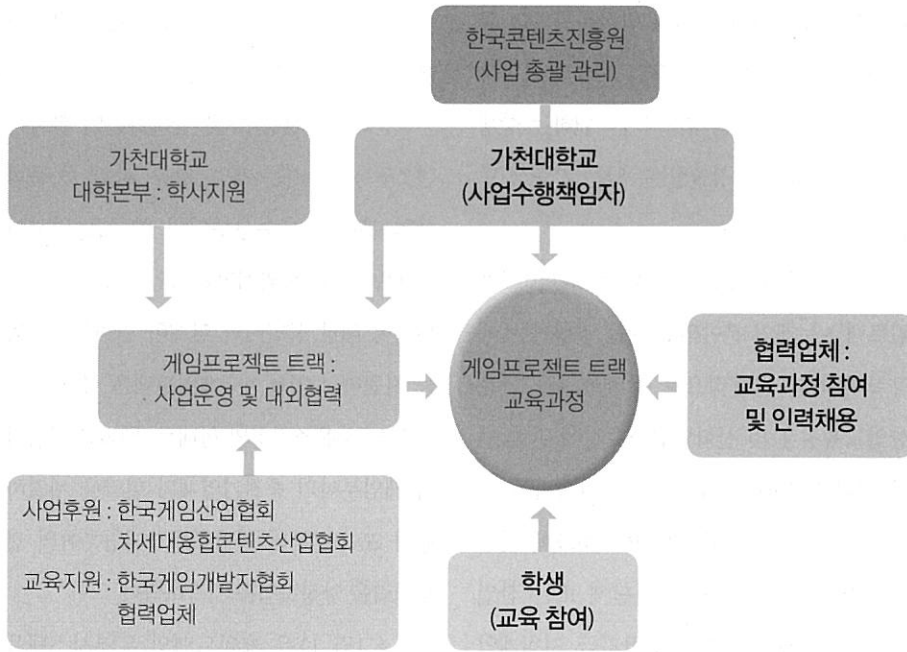 한국콘텐츠진흥원
(사업 총괄 관리)
가천대학교
대학본부 : 학사지원
가천대학교
(사업수행책임자)
게임프로젝트 트랙 :
사업운영 및 대외협력
게임프로젝트 트랙
교육과정
협력업체 :
교육과정 참여
및 인력채용
사업후원 : 한국게임산업협회
차세대융합콘텐츠산업협회
교육지원 : 한국게임개발자협회
협력업체
학생
(교육 참여)